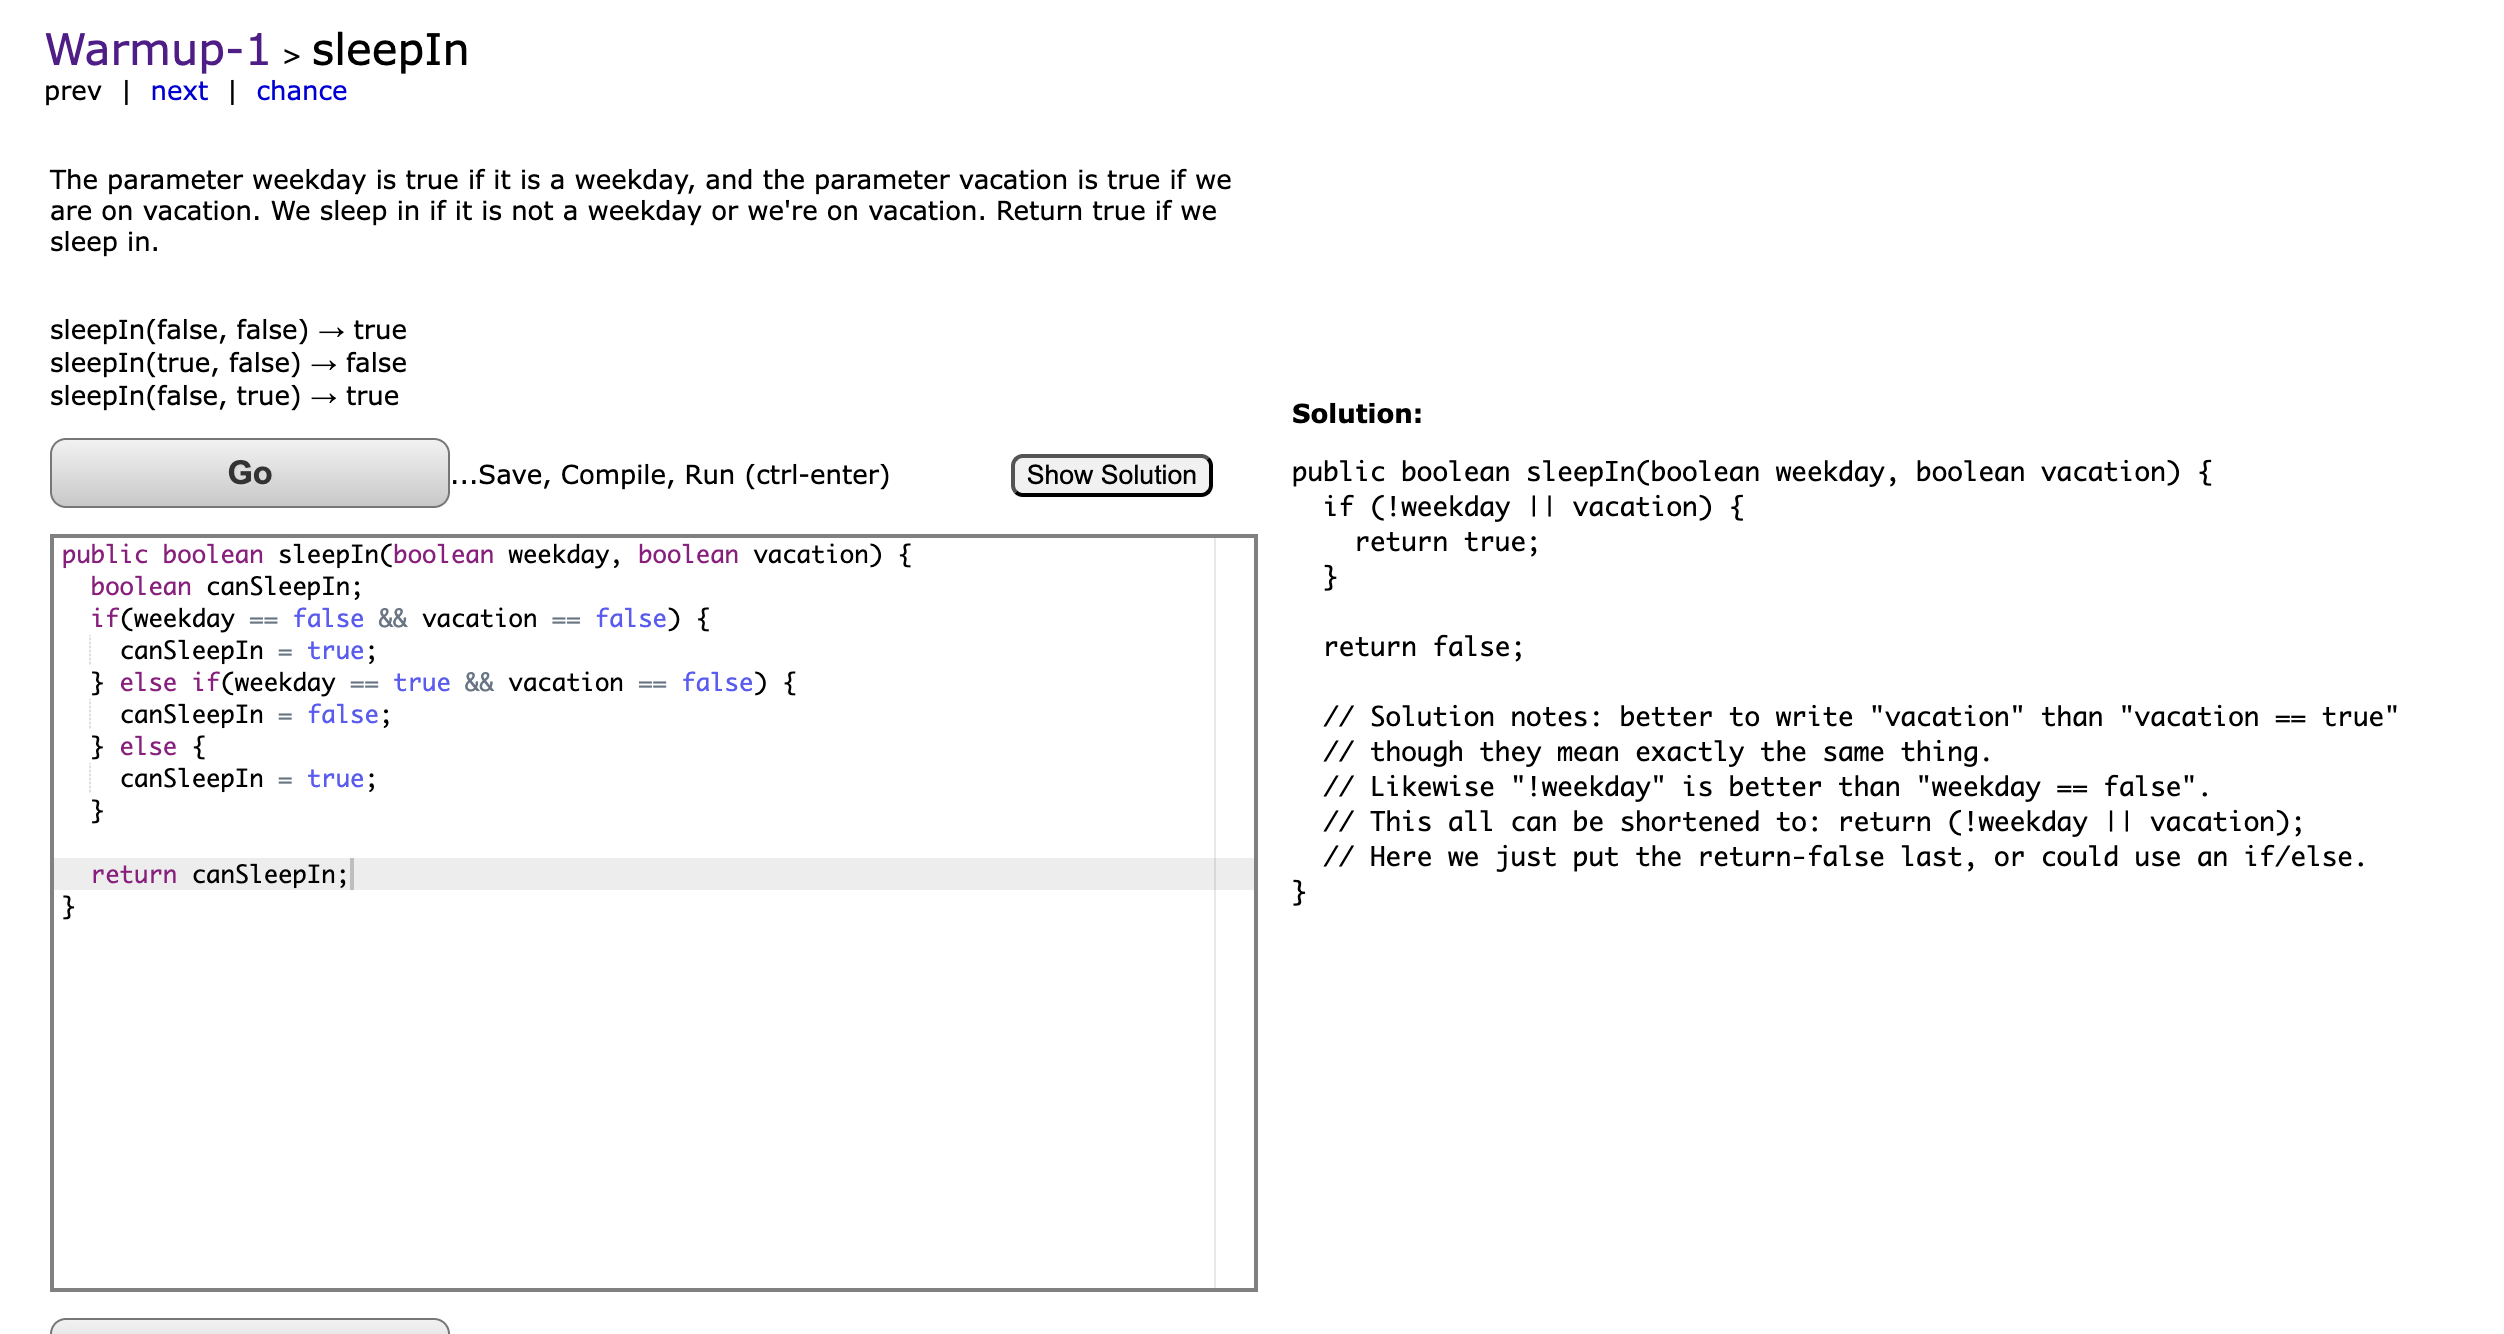 Warmup-1 > sleepIn
prev | next | chance
The parameter weekday is true if it is a weekday, and the parameter vacation is true if we
are on vacation. We sleep in if it is not a weekday or we're on vacation. Return true if we
sleep in.
sleepIn(false, false) → true
sleepIn(true, false) → false
sleepIn(false, true) → true
Go ...Save, Compile, Run (ctrl-enter) Show Solution
public boolean sleepIn(boolean weekday, boolean vacation) {
  boolean canSleepIn;
  if(weekday == false && vacation == false) {
    canSleepIn = true;
  } else if(weekday == true && vacation == false) {
    canSleepIn = false;
  } else {
    canSleepIn = true;
  }
  return canSleepIn;
}
Solution:
public boolean sleepIn(boolean weekday, boolean vacation) {
  if (!weekday || vacation) {
    return true;
  }
  return false;
  // Solution notes: better to write "vacation" than "vacation == true"
  // though they mean exactly the same thing.
  // Likewise "!weekday" is better than "weekday == false".
  // This all can be shortened to: return (!weekday || vacation);
  // Here we just put the return-false last, or could use an if/else.
}